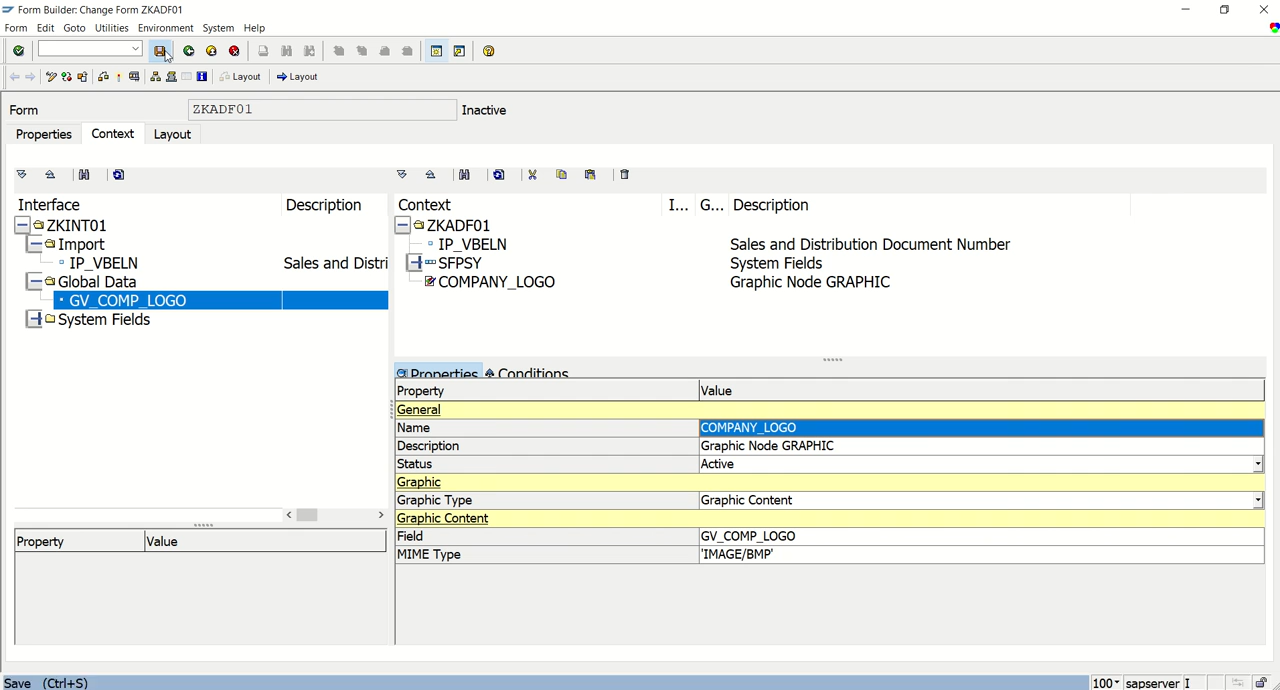 Form Builder: Change Form ZKADF01
Form Edit Goto Utilities Environment System Help
Layout Layout
Form ZKADF01 Inactive
Properties Context Layout
Interface Description
ZKINT01
Import
IP_VBELN Sales and Distri
Global Data
GV_COMP_LOGO
System Fields
Context I... G... Description
ZKADF01
IP_VBELN Sales and Distribution Document Number
SFPSY System Fields
COMPANY_LOGO Graphic Node GRAPHIC
Properties Conditions
Property Value
General
Name COMPANY_LOGO
Description Graphic Node GRAPHIC
Status Active
Graphic
Graphic Type Graphic Content
Graphic Content
Field GV_COMP_LOGO
MIME Type 'IMAGE/BMP'
Property Value
Save (Ctrl+S) 100 sapserver I